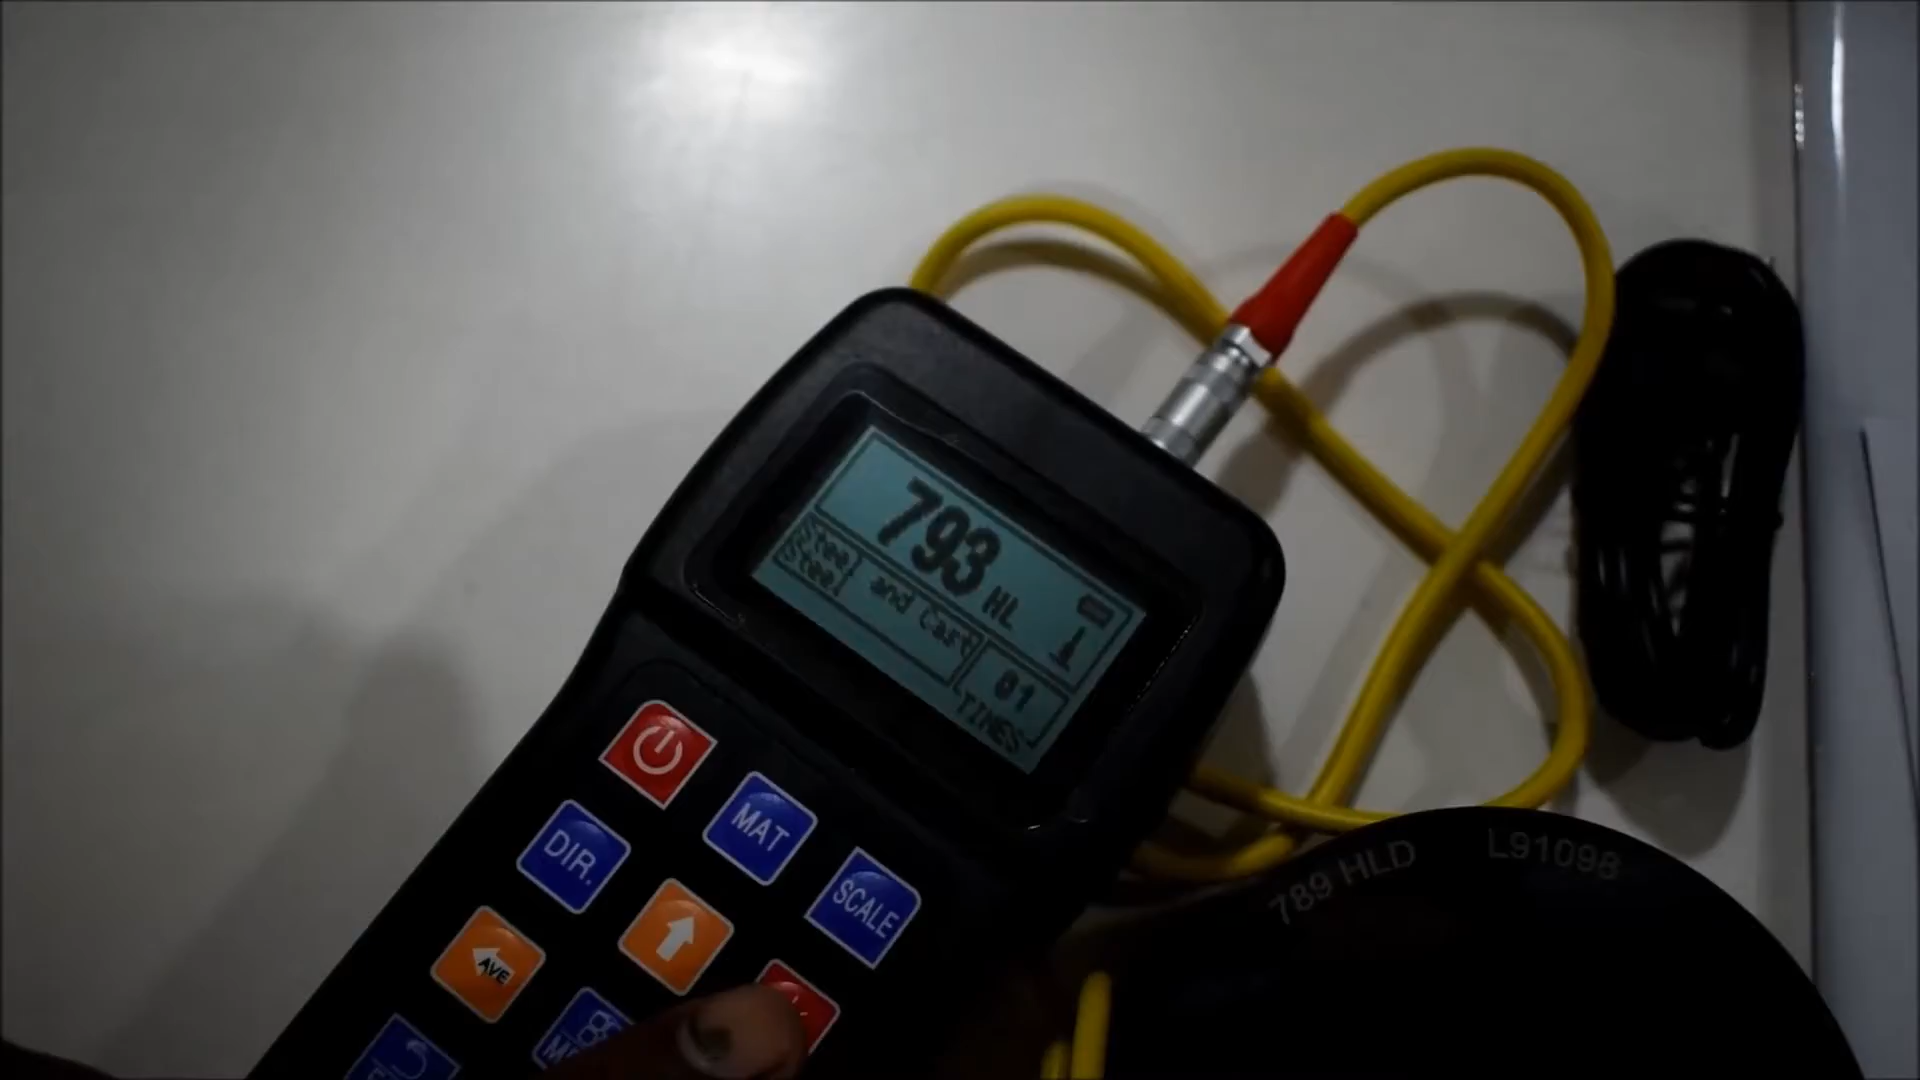 793 HL
Steel and Cast
Steel
01
TIMES
MAT
DIR.
SCALE
AVE
789 HLD
L91098